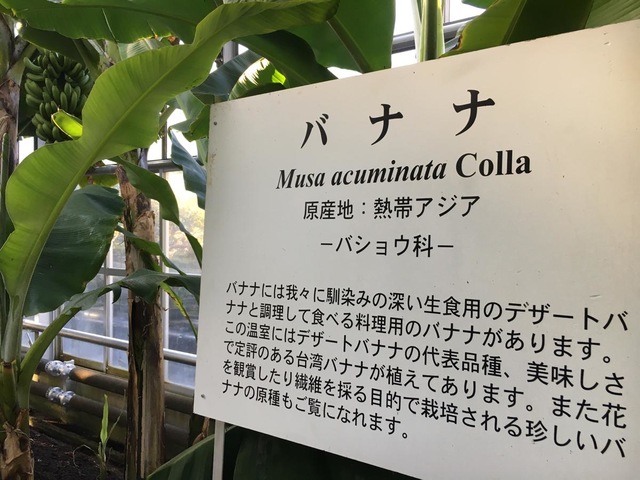 バナナ
Musa acuminata Colla
原産地：熱帯アジア
－バショウ科－
バナナには我々に馴染みの深い生食用のデザートバ
ナナと調理して食べる料理用のバナナがあります。
この温室にはデザートバナナの代表品種、美味しさ
で定評のある台湾バナナが植えてあります。また花
を観賞したり繊維を採る目的で栽培される珍しいバ
ナナの原種もご覧になれます。